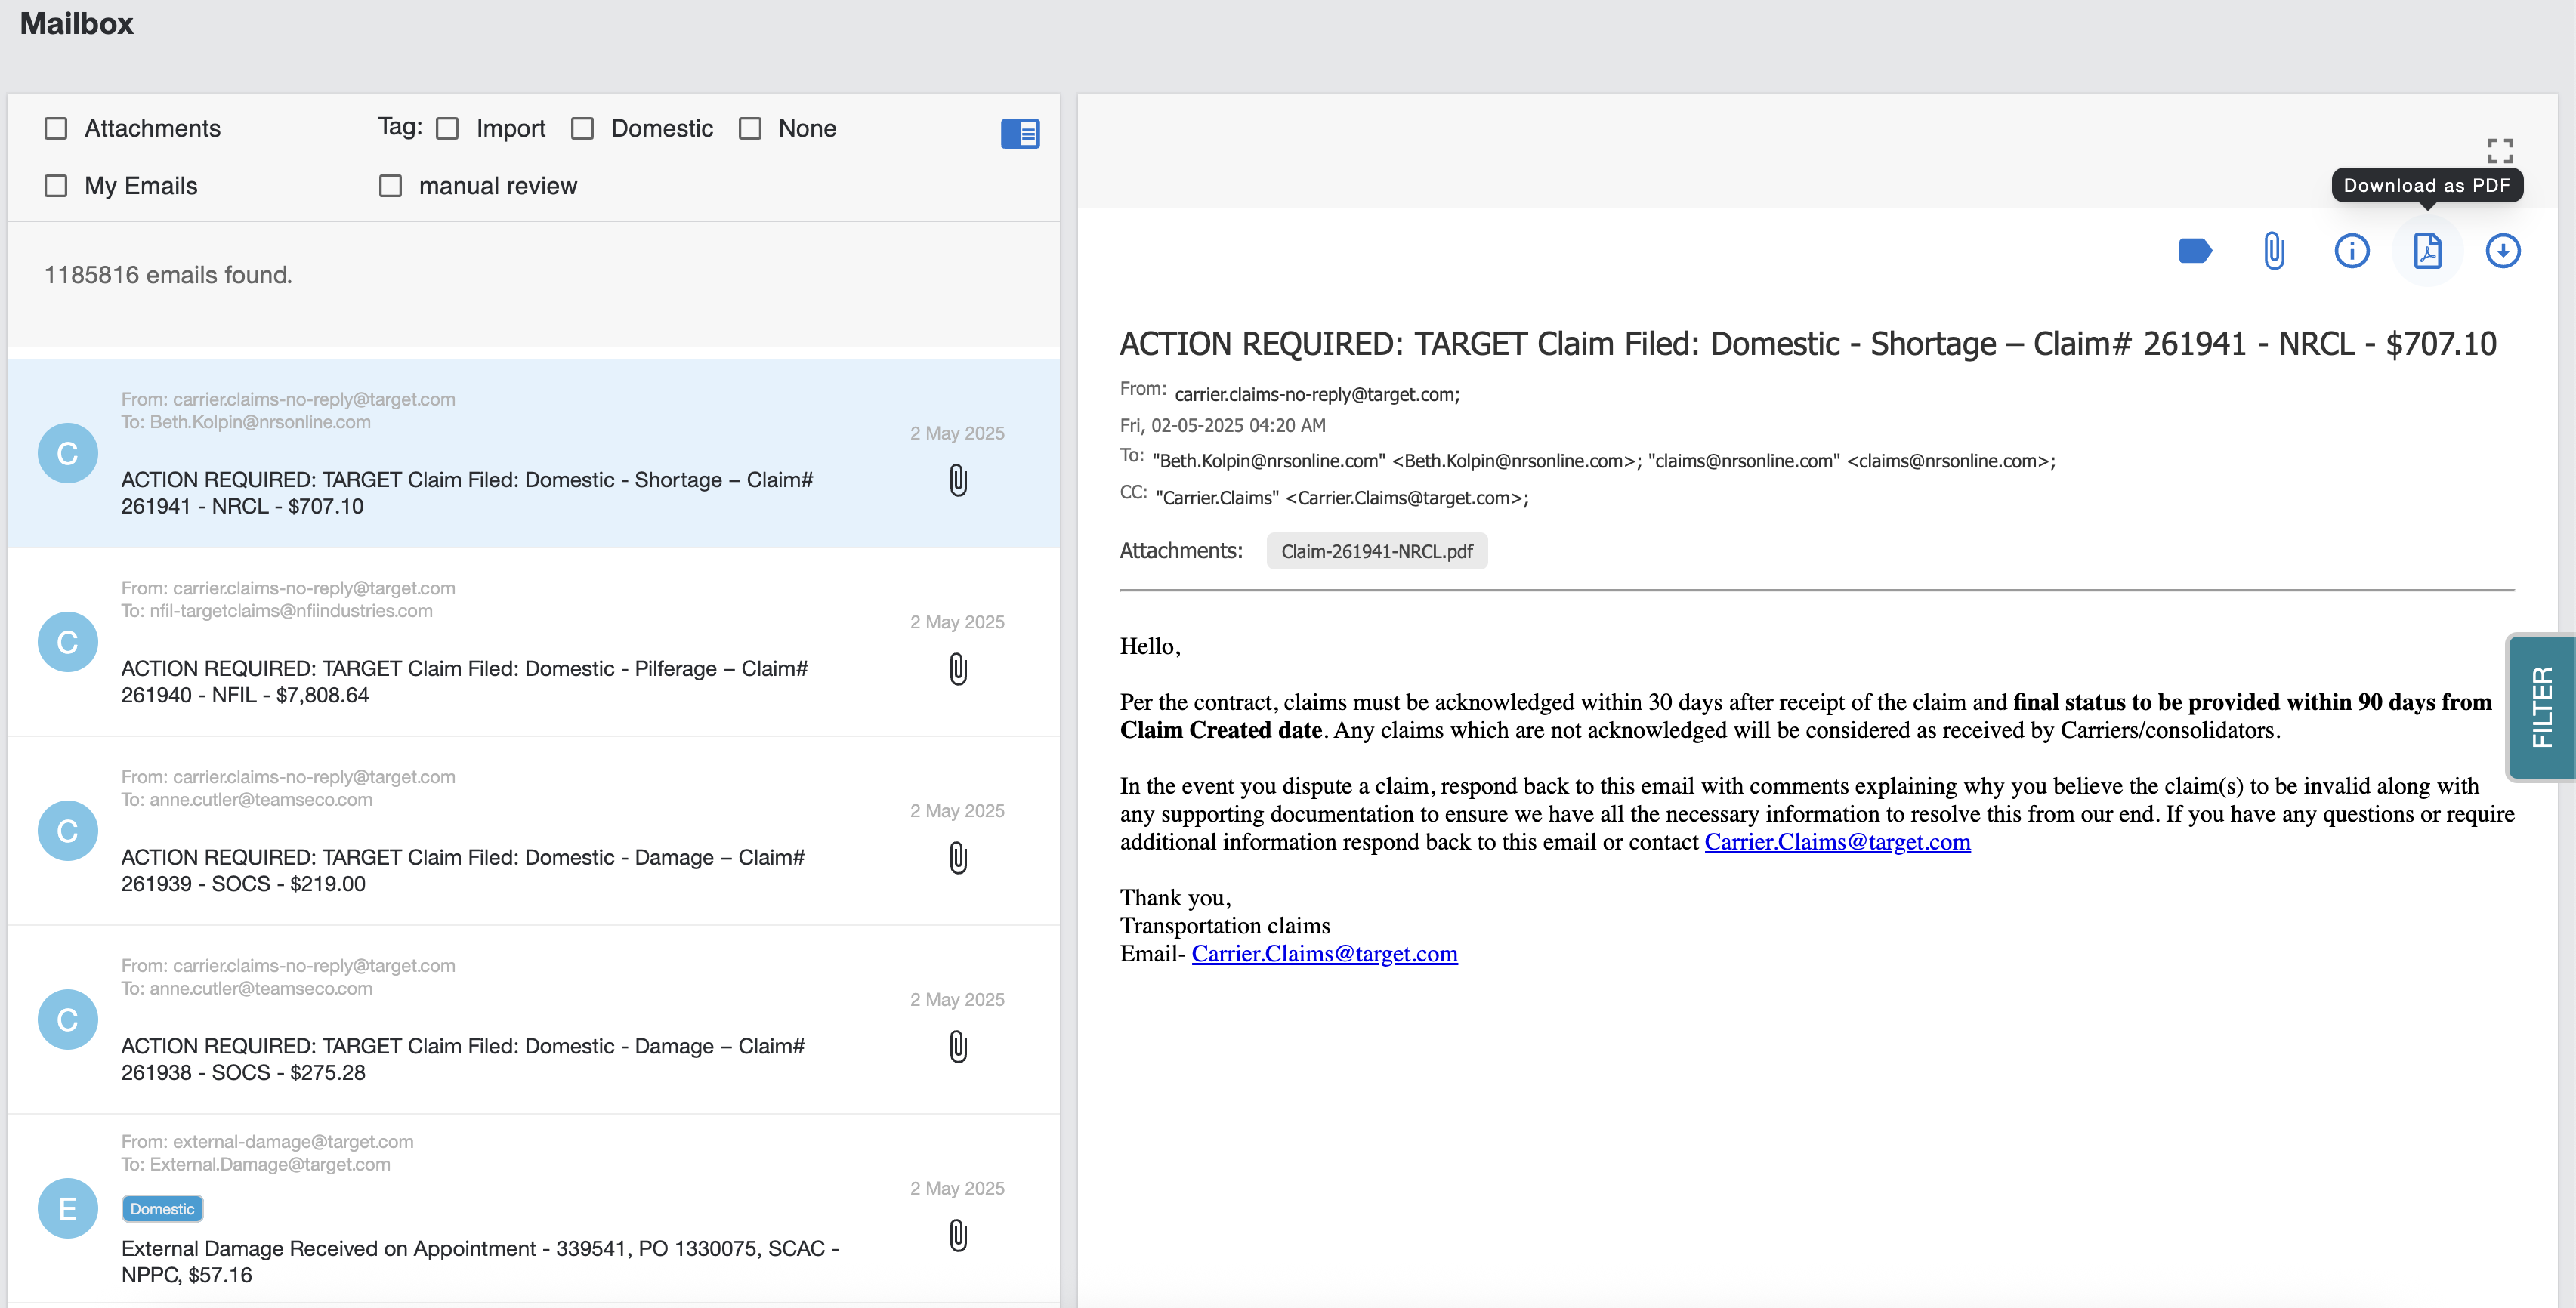 Mailbox
Attachments
Tag: Import Domestic None
My Emails
manual review
1185816 emails found.
C
From: carrier.claims-no-reply@target.com
To: Beth.Kolpin@nrsonline.com
2 May 2025
ACTION REQUIRED: TARGET Claim Filed: Domestic - Shortage – Claim#
261941 - NRCL - $707.10
C
From: carrier.claims-no-reply@target.com
To: nfil-targetclaims@nfiindustries.com
2 May 2025
ACTION REQUIRED: TARGET Claim Filed: Domestic - Pilferage – Claim#
261940 - NFIL - $7,808.64
C
From: carrier.claims-no-reply@target.com
To: anne.cutler@teamseco.com
2 May 2025
ACTION REQUIRED: TARGET Claim Filed: Domestic - Damage – Claim#
261939 - SOCS - $219.00
C
From: carrier.claims-no-reply@target.com
To: anne.cutler@teamseco.com
2 May 2025
ACTION REQUIRED: TARGET Claim Filed: Domestic - Damage – Claim#
261938 - SOCS - $275.28
E
From: external-damage@target.com
To: External.Damage@target.com
2 May 2025
Domestic
External Damage Received on Appointment - 339541, PO 1330075, SCAC -
NPPC, $57.16
Download as PDF
ACTION REQUIRED: TARGET Claim Filed: Domestic - Shortage – Claim# 261941 - NRCL - $707.10
From: carrier.claims-no-reply@target.com;
Fri, 02-05-2025 04:20 AM
To: "Beth.Kolpin@nrsonline.com" <Beth.Kolpin@nrsonline.com>; "claims@nrsonline.com" <claims@nrsonline.com>;
CC: "Carrier.Claims" <Carrier.Claims@target.com>;
Attachments: Claim-261941-NRCL.pdf
Hello,
Per the contract, claims must be acknowledged within 30 days after receipt of the claim and final status to be provided within 90 days from
Claim Created date. Any claims which are not acknowledged will be considered as received by Carriers/consolidators.
In the event you dispute a claim, respond back to this email with comments explaining why you believe the claim(s) to be invalid along with
any supporting documentation to ensure we have all the necessary information to resolve this from our end. If you have any questions or require
additional information respond back to this email or contact Carrier.Claims@target.com
Thank you,
Transportation claims
Email- Carrier.Claims@target.com
FILTER